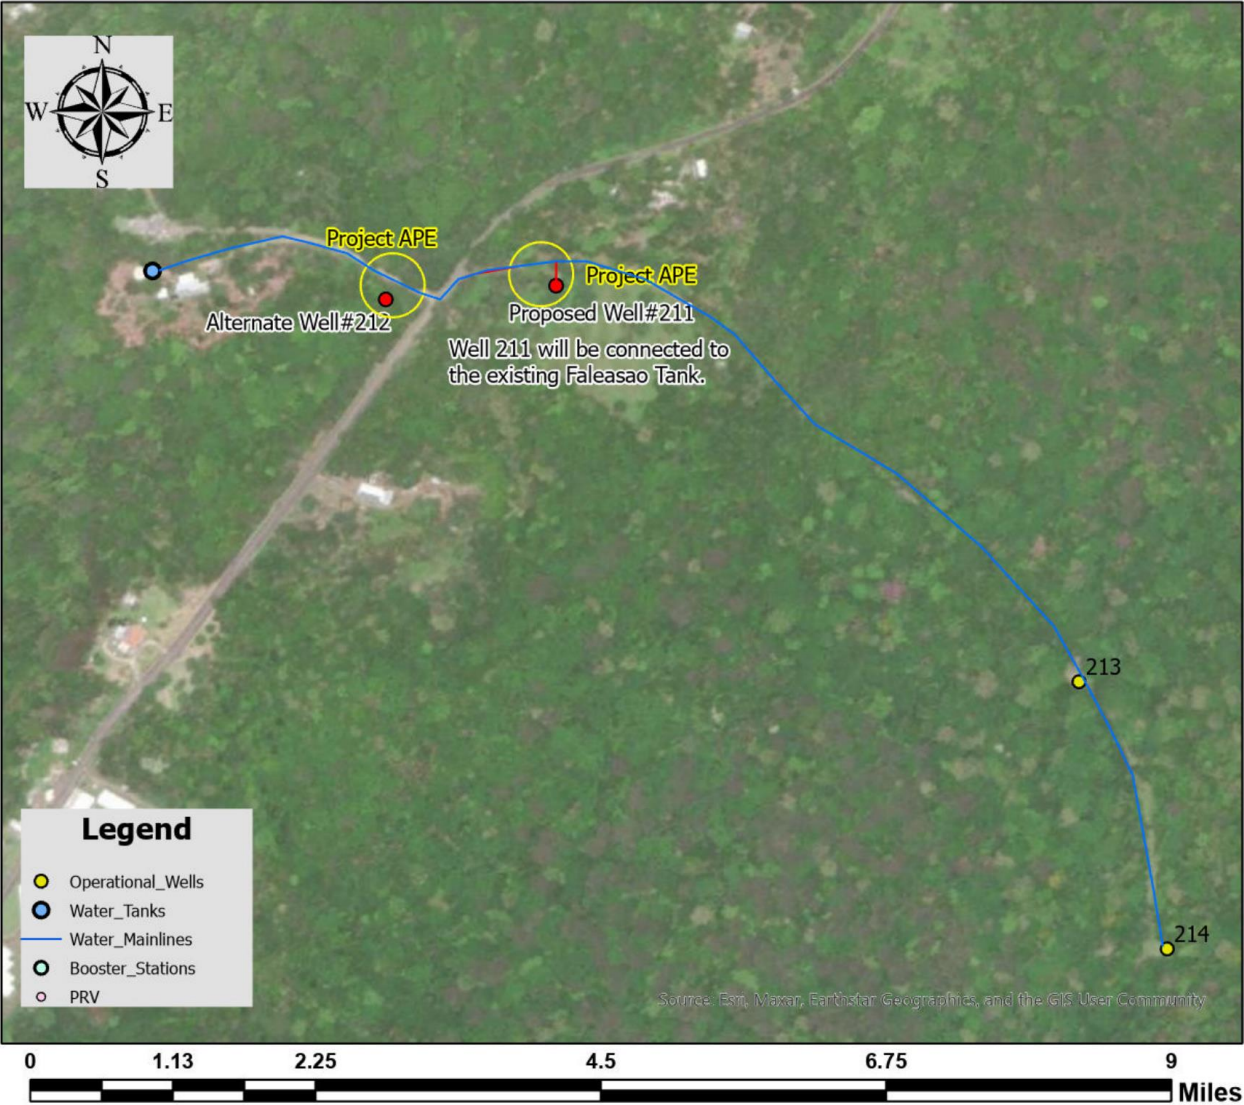 N
W E
S
Project APE
Project APE
Proposed Well#211
Alternate Well#212
Well 211 will be connected to
the existing Faleasao Tank.
213
214
Legend
Operational_Wells
Water_Tanks
Water_Mainlines
Booster_Stations
PRV
Source: Esri, Maxar, Earthstar Geographics, and the GIS User Community
0 1.13 2.25 4.5 6.75 9
Miles